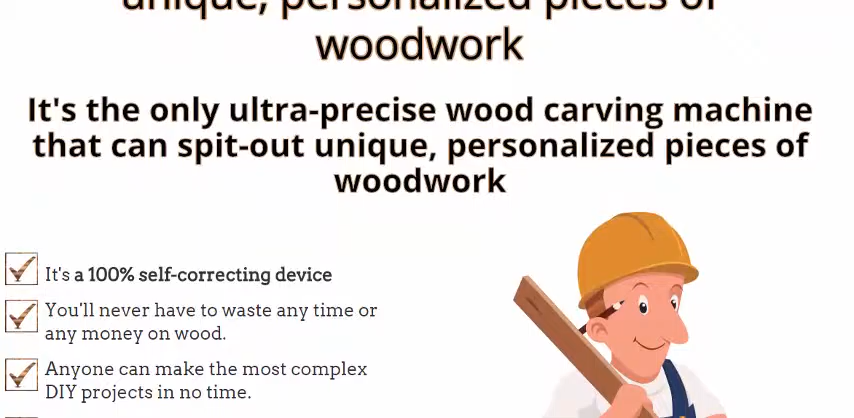 unique, personalized pieces of
woodwork
It's the only ultra-precise wood carving machine
that can spit-out unique, personalized pieces of
woodwork
It's a 100% self-correcting device
You'll never have to waste any time or
any money on wood.
Anyone can make the most complex
DIY projects in no time.